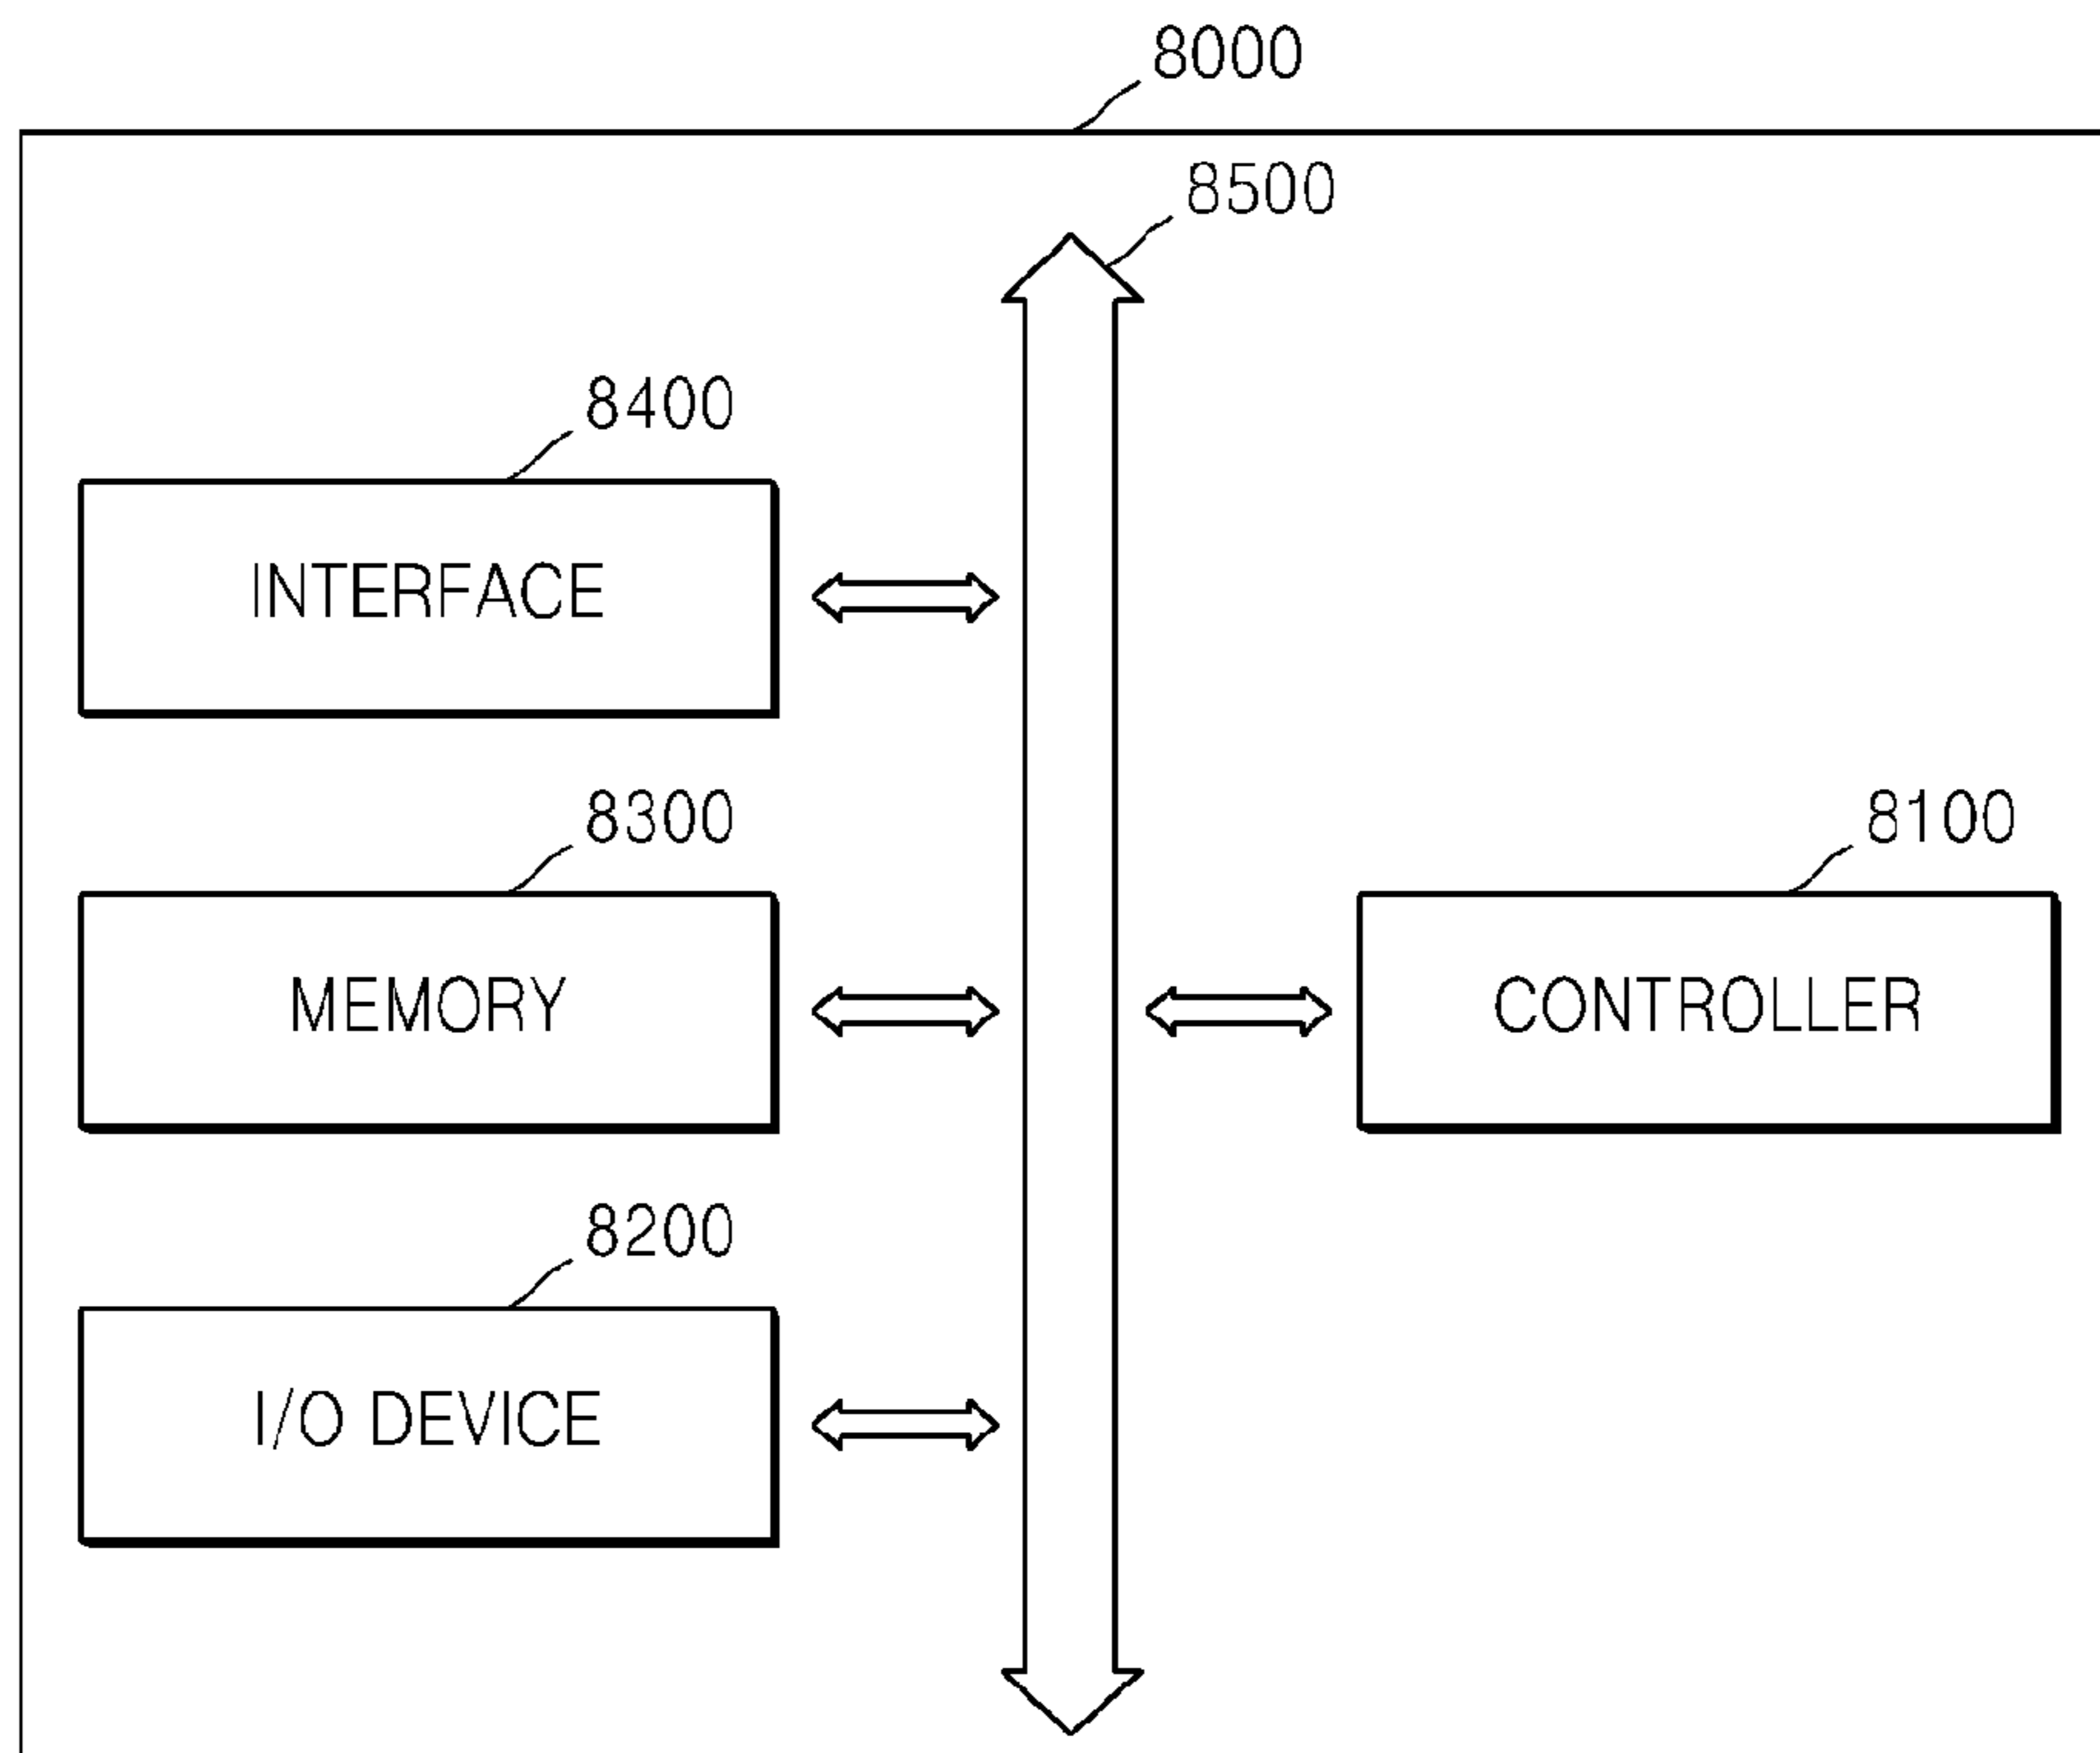 8000
8500
8400
INTERFACE
8300
8100
MEMORY
CONTROLLER
8200
I/O DEVICE